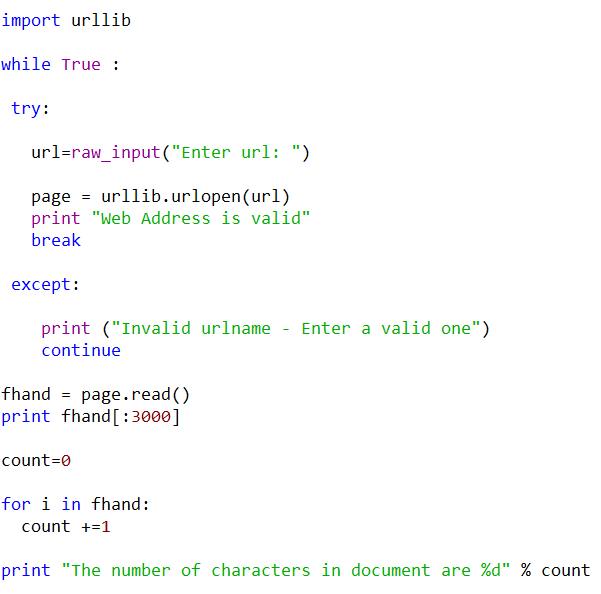 import urllib
while True :
 try:
   url=raw_input("Enter url: ")
   page = urllib.urlopen(url)
   print "Web Address is valid"
   break
 except:
    print ("Invalid urlname - Enter a valid one")
    continue
fhand = page.read()
print fhand[:3000]
count=0
for i in fhand:
  count +=1
print "The number of characters in document are %d" % count